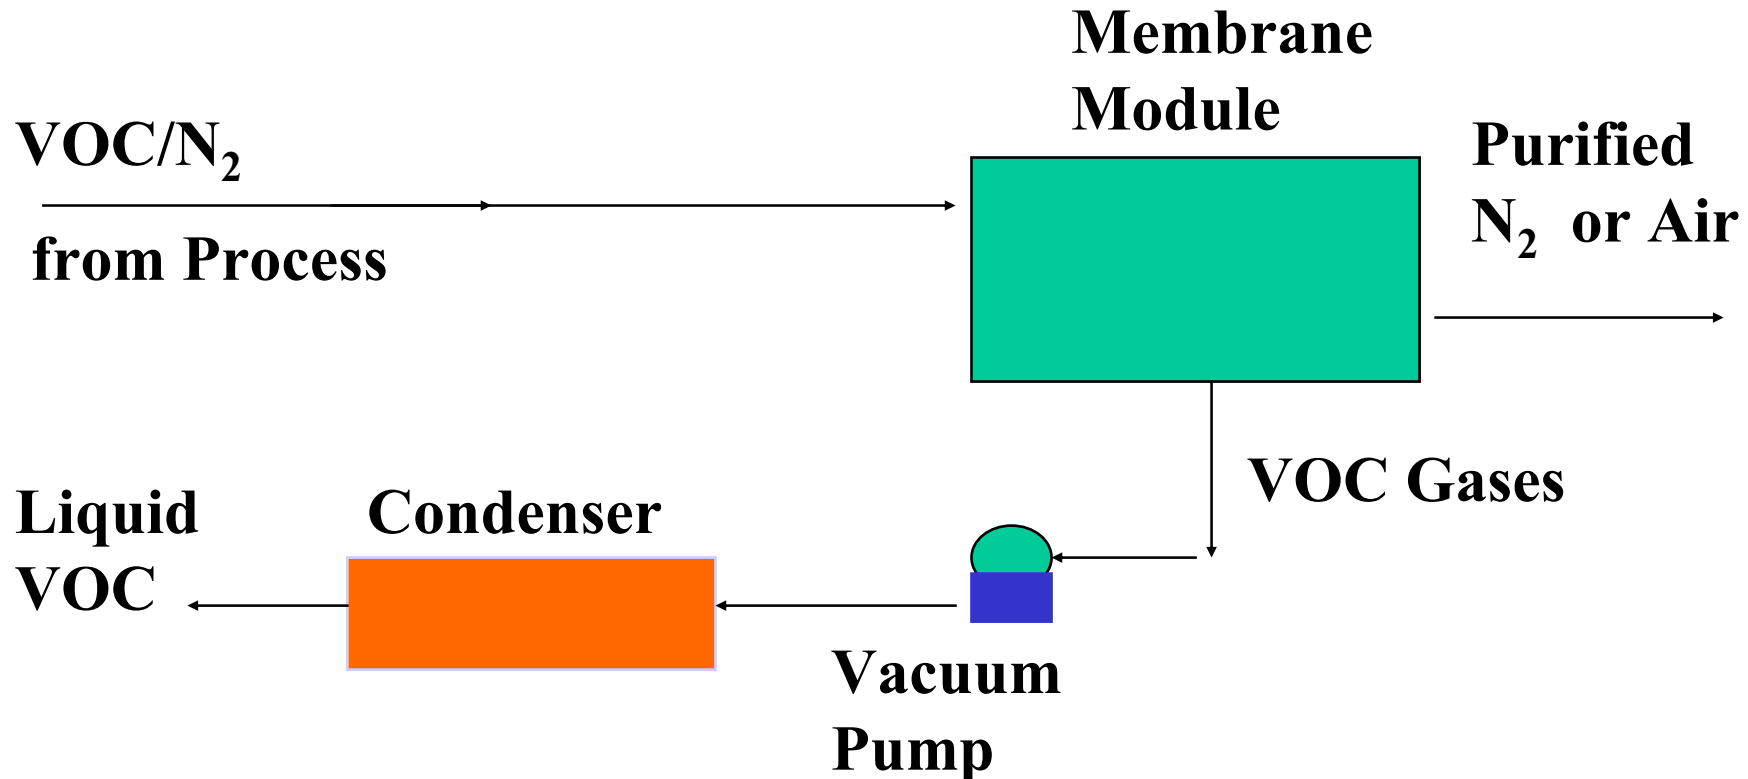 Membrane
Module
VOC/N₂
from Process
Purified
N₂ or Air
VOC Gases
Liquid
VOC
Condenser
Vacuum
Pump